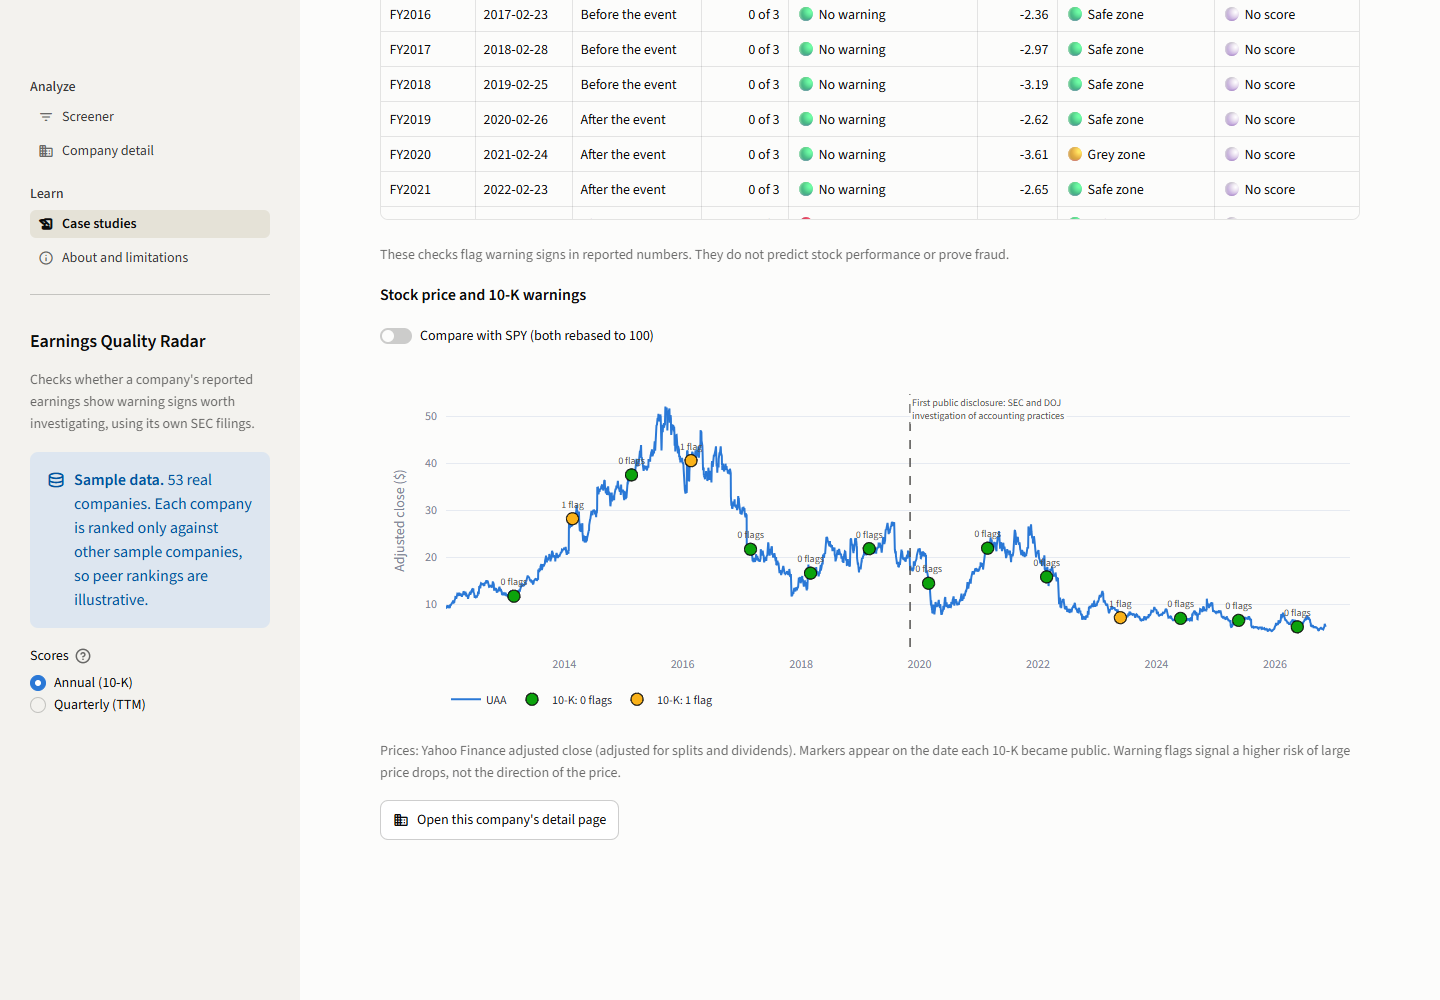 Analyze
Screener
Company detail
Learn
Case studies
About and limitations
Earnings Quality Radar
Checks whether a company's reported
earnings show warning signs worth
investigating, using its own SEC filings.
Sample data. 53 real
companies. Each company
is ranked only against
other sample companies,
so peer rankings are
illustrative.
Scores
Annual (10-K)
Quarterly (TTM)
FY2016 2017-02-23 Before the event 0 of 3 No warning -2.36 Safe zone No score
FY2017 2018-02-28 Before the event 0 of 3 No warning -2.97 Safe zone No score
FY2018 2019-02-25 Before the event 0 of 3 No warning -3.19 Safe zone No score
FY2019 2020-02-26 After the event 0 of 3 No warning -2.62 Safe zone No score
FY2020 2021-02-24 After the event 0 of 3 No warning -3.61 Grey zone No score
FY2021 2022-02-23 After the event 0 of 3 No warning -2.65 Safe zone No score
These checks flag warning signs in reported numbers. They do not predict stock performance or prove fraud.
Stock price and 10-K warnings
Compare with SPY (both rebased to 100)
First public disclosure: SEC and DOJ
investigation of accounting practices
Adjusted close ($)
50
40
30
20
10
0 flags
1 flag
0 flags
1 flag
0 flags
0 flags
0 flags
0 flags
0 flags
0 flags
1 flag
0 flags
0 flags
0 flags
2014 2016 2018 2020 2022 2024 2026
UAA 10-K: 0 flags 10-K: 1 flag
Prices: Yahoo Finance adjusted close (adjusted for splits and dividends). Markers appear on the date each 10-K became public. Warning flags signal a higher risk of large
price drops, not the direction of the price.
Open this company's detail page